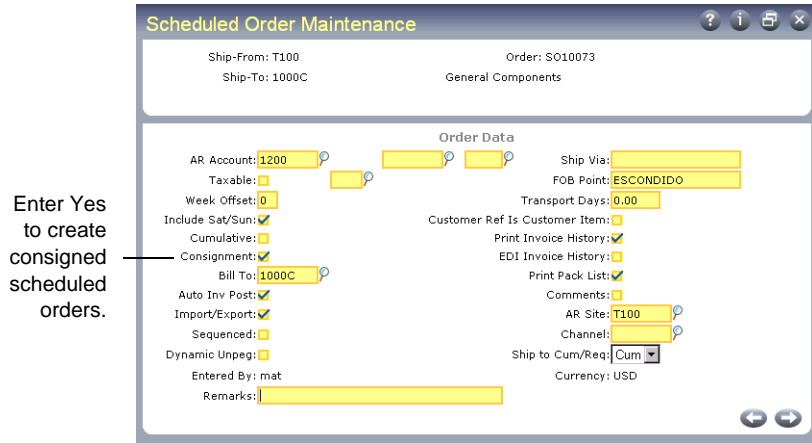 Scheduled Order Maintenance
Ship-From: T100 Order: SO10073
Ship-To: 1000C General Components
Order Data
AR Account: 1200 Ship Via:
Taxable: FOB Point: ESCONDIDO
Week Offset: 0 Transport Days: 0.00
Include Sat/Sun: Customer Ref Is Customer Item:
Cumulative: Print Invoice History:
Consignment: EDI Invoice History:
Bill To: 1000C Print Pack List:
Auto Inv Post: Comments:
Import/Export: AR Site: T100
Sequenced: Channel:
Dynamic Unpeg: Ship to Cum/Req: Cum
Entered By: mat Currency: USD
Remarks:
Enter Yes
to create
consigned
scheduled
orders.